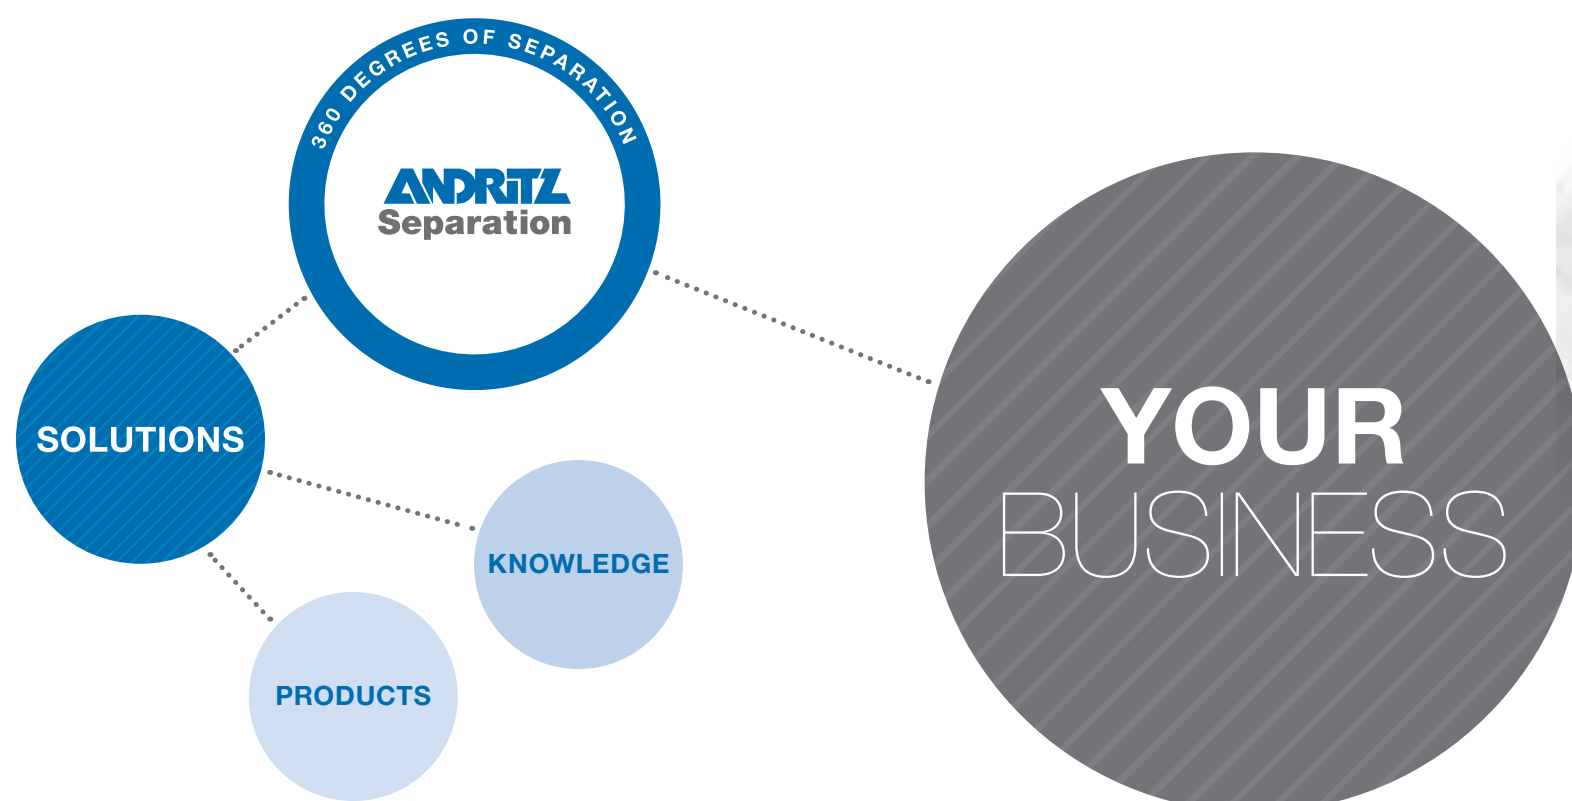 360 DEGREES OF SEPARATION
ANDRITZ
Separation
SOLUTIONS
KNOWLEDGE
PRODUCTS
YOUR
BUSINESS